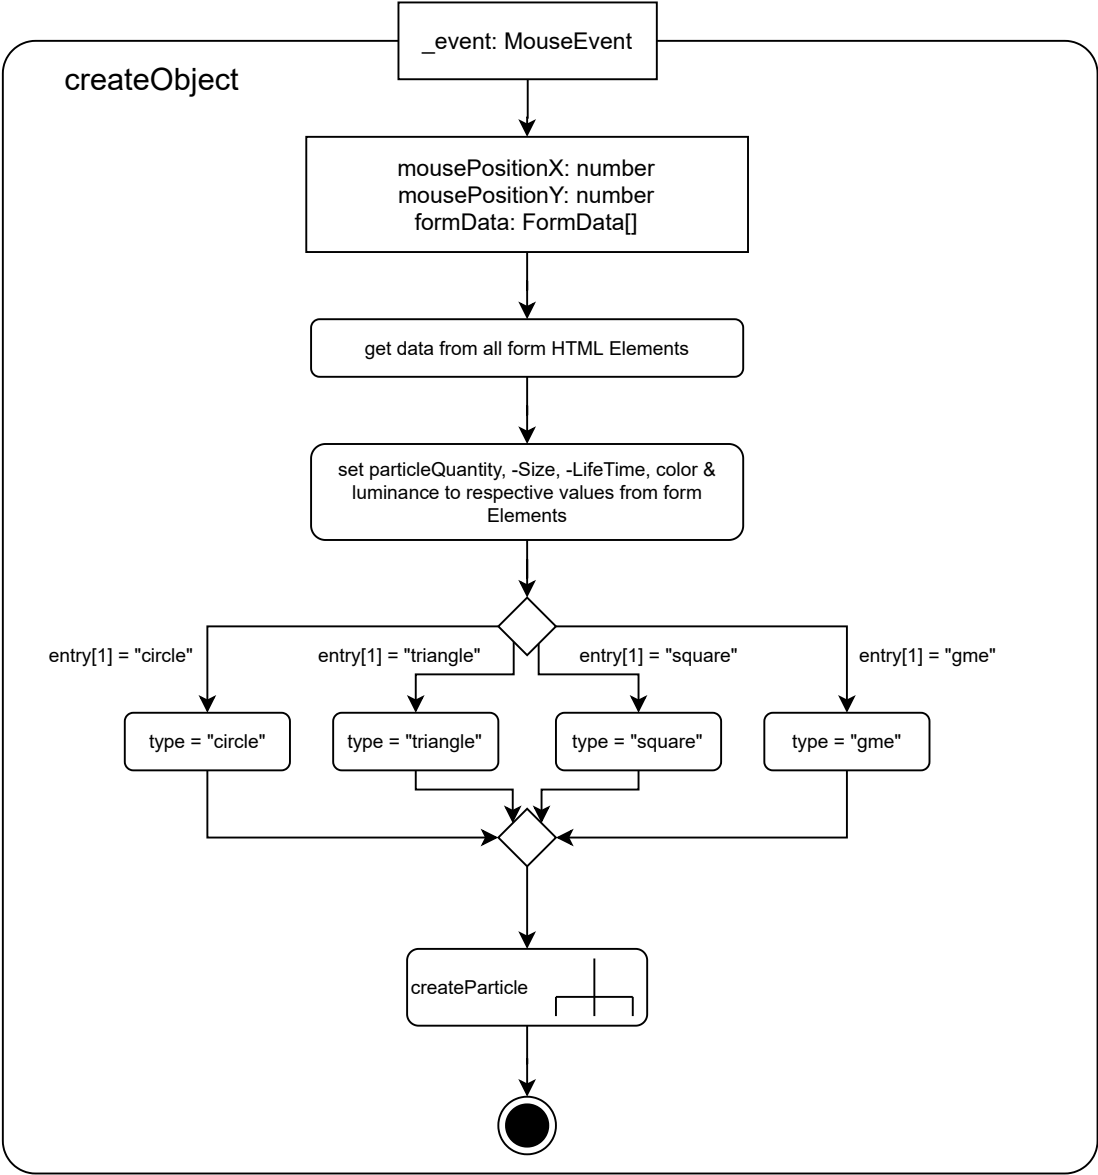 _event: MouseEvent
createObject
mousePositionX: number
mousePositionY: number
formData: FormData[]
get data from all form HTML Elements
set particleQuantity, -Size, -LifeTime, color &
luminance to respective values from form
Elements
entry[1] = "circle"
entry[1] = "triangle"
entry[1] = "square"
entry[1] = "gme"
type = "circle"
type = "triangle"
type = "square"
type = "gme"
createParticle